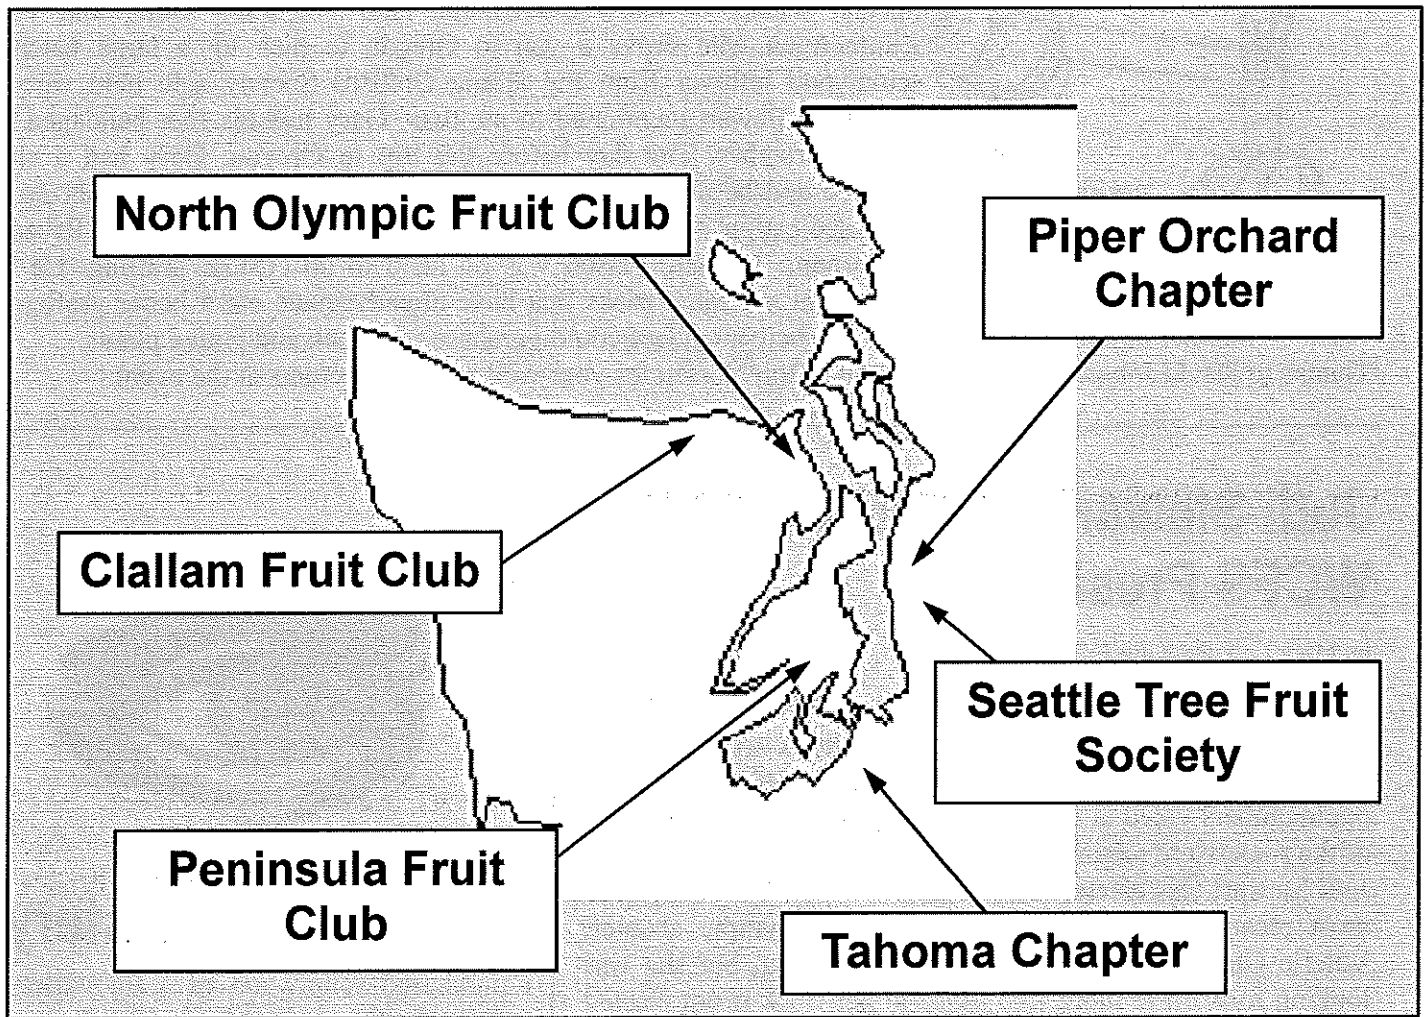 North Olympic Fruit Club
Piper Orchard
Chapter
Clallam Fruit Club
Seattle Tree Fruit
Society
Peninsula Fruit
Club
Tahoma Chapter